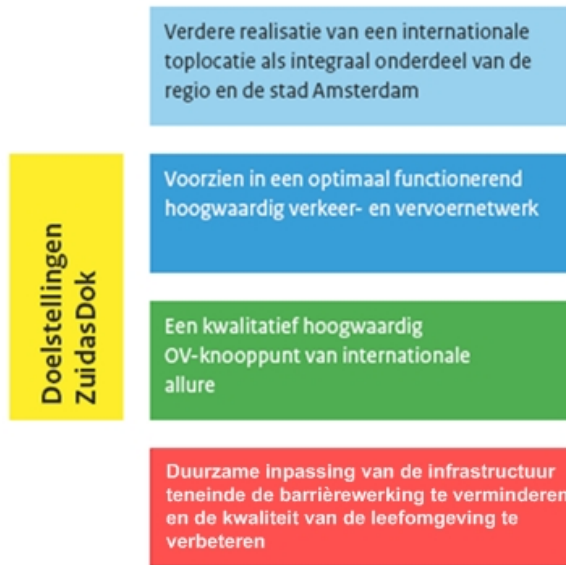 Verdere realisatie van een internationale
toplocatie als integraal onderdeel van de
regio en de stad Amsterdam
Doelstellingen
ZuidasDok
Voorzien in een optimaal functionerend
hoogwaardig verkeer- en vervoernetwerk
Een kwalitatief hoogwaardig
OV-knooppunt van internationale
allure
Duurzame inpassing van de infrastructuur
teneinde de barrièrewerking te verminderen
en de kwaliteit van de leefomgeving te
verbeteren